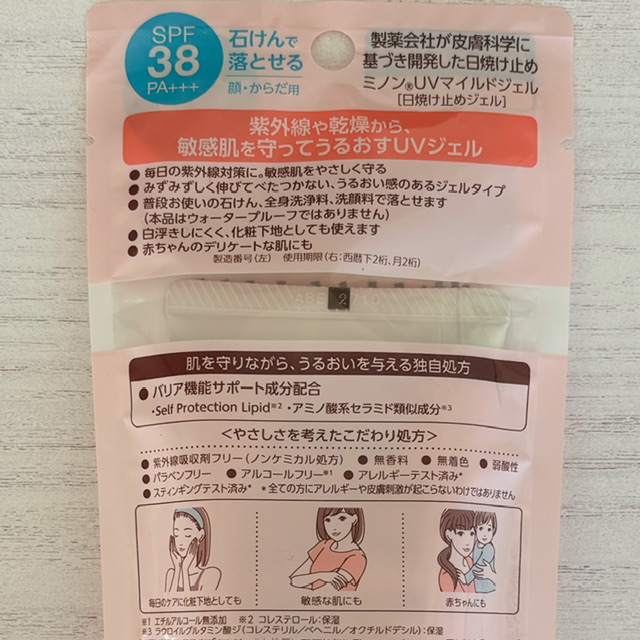 SPF
38
PA+++
石けんで
落とせる
顔・からだ用
製薬会社が皮膚科学に
基づき開発した日焼け止め
ミノン®UVマイルドジェル
[日焼け止めジェル]
紫外線や乾燥から、
敏感肌を守ってうるおすUVジェル
● 毎日の紫外線対策に。敏感肌をやさしく守る
● みずみずしく伸びてべたつかない、うるおい感のあるジェルタイプ
● 普段お使いの石けん、全身洗浄料、洗顔料で落とせます
(本品はウォータープルーフではありません)
● 白浮きしにくく、化粧下地としても使えます
● 赤ちゃんのデリケートな肌にも
製造番号(左) 使用期限(右:西暦下2桁、月2桁)
肌を守りながら、うるおいを与える独自処方
● バリア機能サポート成分配合
・Self Protection Lipid※2 ・アミノ酸系セラミド類似成分※3
<やさしさを考えたこだわり処方>
● 紫外線吸収剤フリー(ノンケミカル処方) ● 無香料 ● 無着色 ● 弱酸性
● パラベンフリー ● アルコールフリー※1 ● アレルギーテスト済み*
● スティンギングテスト済み* *全ての方にアレルギーや皮膚刺激が起こらないわけではありません
毎日のケアに化粧下地としても
敏感な肌にも
赤ちゃんにも
※1 エチルアルコール無添加 ※2 コレステロール:保湿
※3 ラウロイルグルタミン酸ジ(コレステリル/ベヘニル/オクチルドデシル):保湿